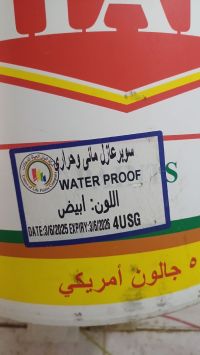 سوبر عازل مائي وحراري
WATER PROOF
اللون: ابيض
DATE:3/6/2025 EXPIRY:3/6/2026 4USG
S
٥ جالون أمريكي